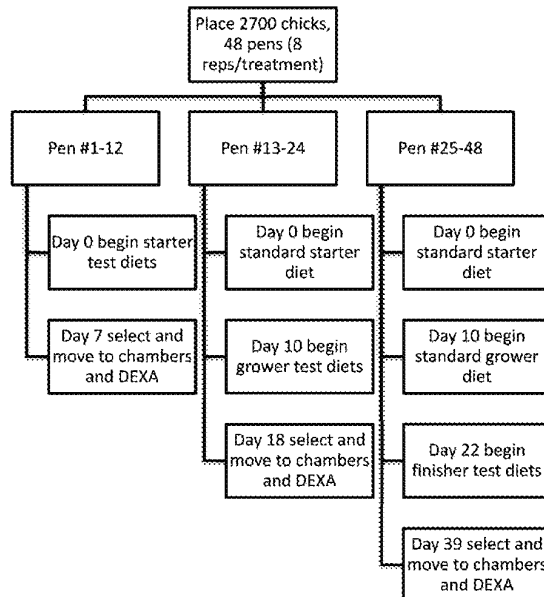 Place 2700 chicks,
48 pens (8
reps/treatment)
Pen #1-12
Pen #13-24
Pen #25-48
Day 0 begin starter
test diets
Day 7 select and
move to chambers
and DEXA
Day 0 begin
standard starter
diet
Day 10 begin
grower test diets
Day 18 select and
move to chambers
and DEXA
Day 0 begin
standard starter
diet
Day 10 begin
standard grower
diet
Day 22 begin
finisher test diets
Day 39 select and
move to chambers
and DEXA